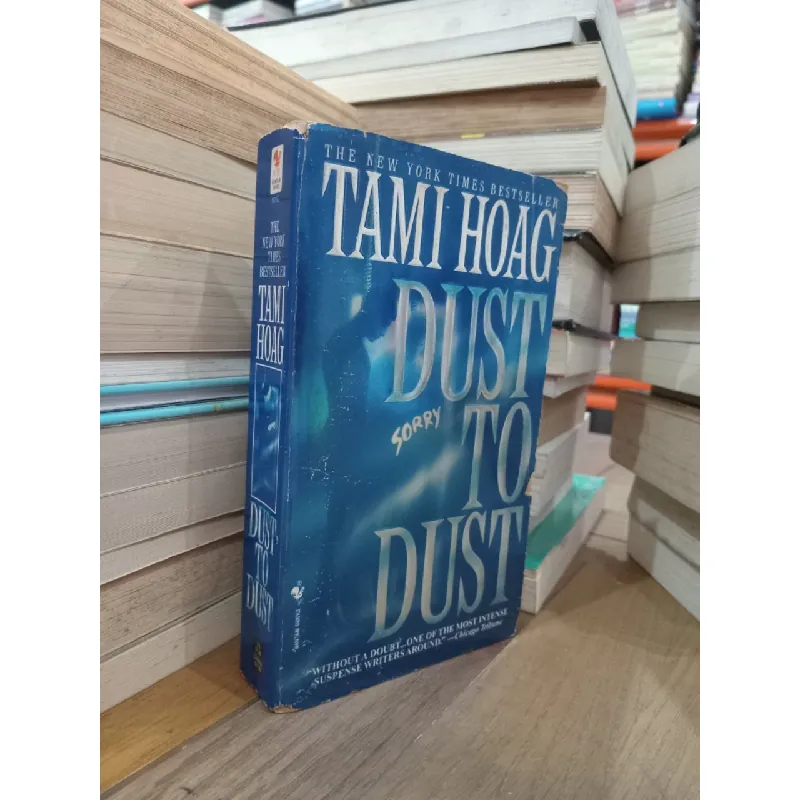 THE NEW YORK TIMES BESTSELLER
TAMI HOAG
DUST
SORRY
TO
DUST
"WITHOUT A DOUBT...ONE OF THE MOST INTENSE
SUSPENSE WRITERS AROUND."—Chicago Tribune
THE
NEW YORK
TIMES
BESTSELLER
TAMI
HOAG
DUST
TO
DUST